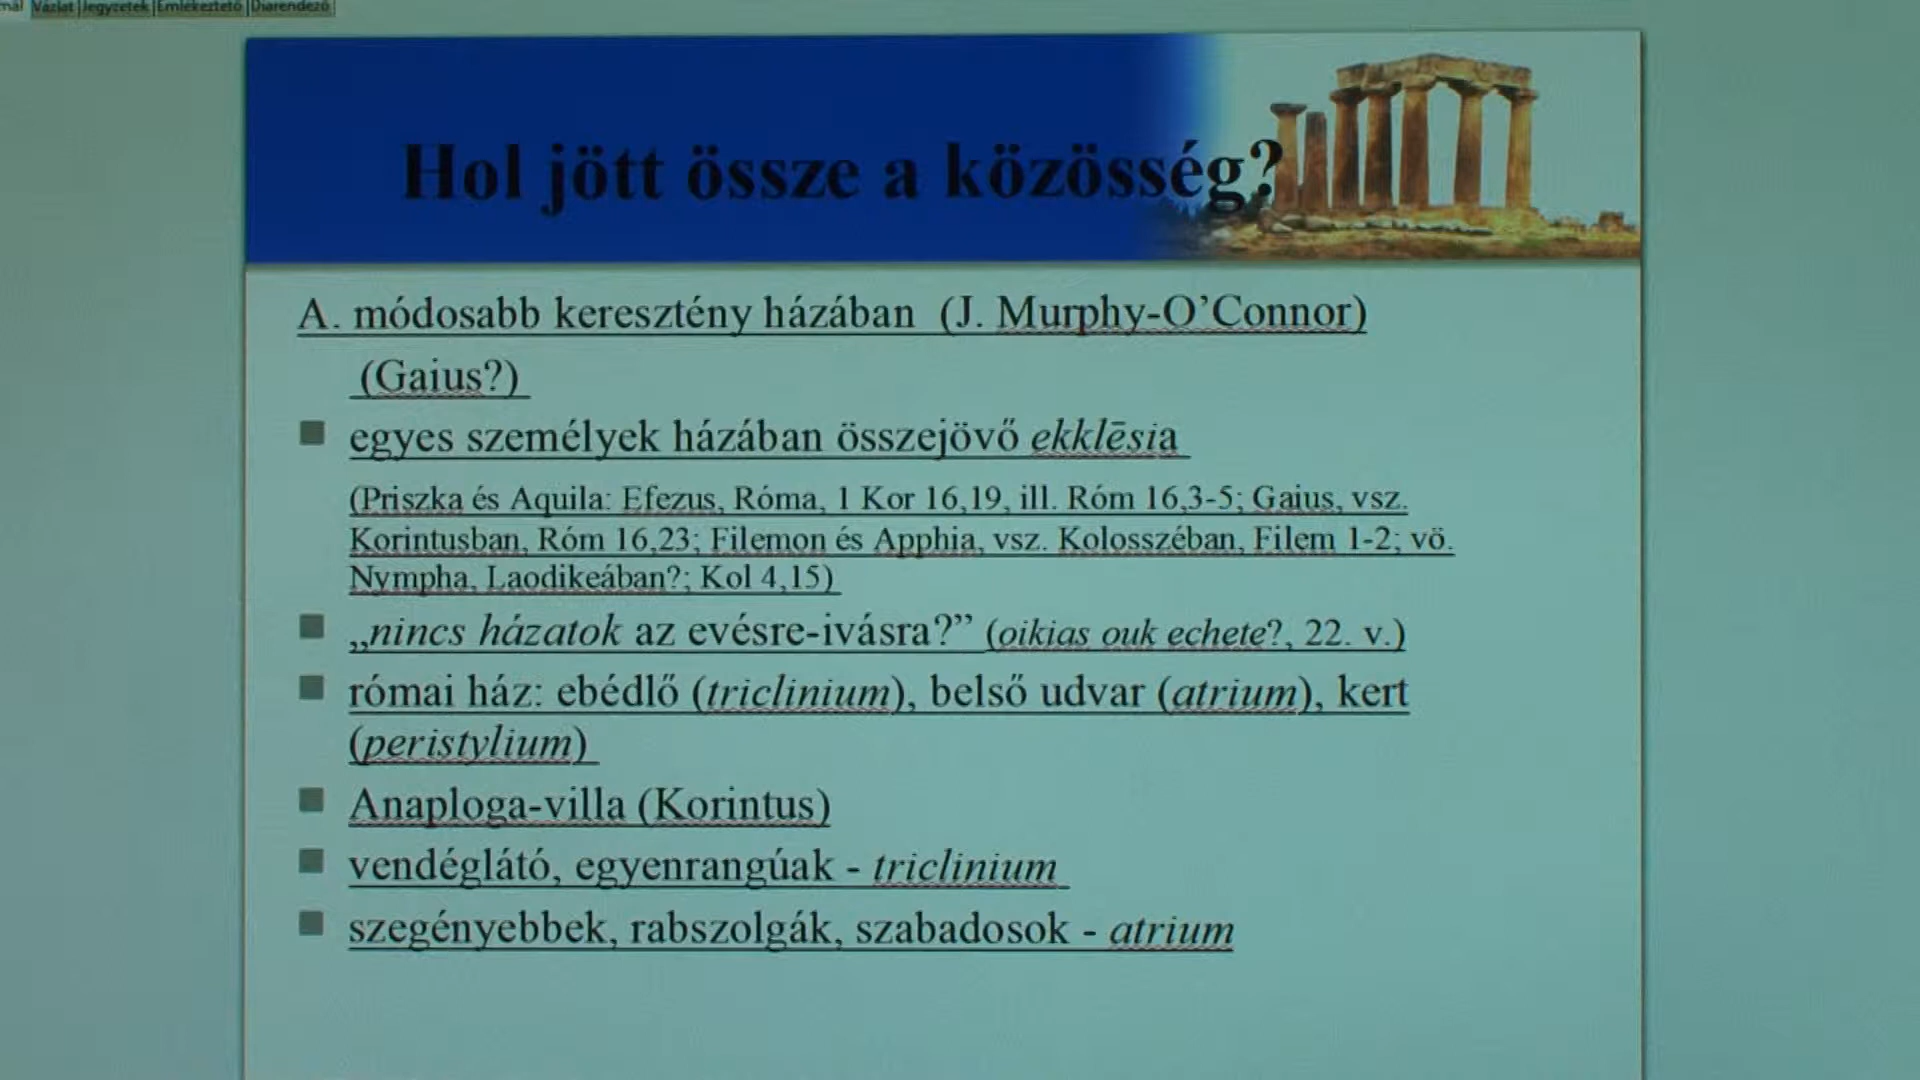 mál Vázlat Jegyzetek Emlékeztető Diarendező
Hol jött össze a közösség?
A. módosabb keresztény házában (J. Murphy-O’Connor)
(Gaius?)
■ egyes személyek házában összejövő ekklēsia
(Priszka és Aquila: Efezus, Róma, 1 Kor 16,19, ill. Róm 16,3-5; Gaius, vsz.
Korintusban, Róm 16,23; Filemon és Apphia, vsz. Kolosszéban, Filem 1-2; vö.
Nympha, Laodikeában?; Kol 4,15)
■ „nincs házatok az evésre-ivásra?” (oikias ouk echete?, 22. v.)
■ római ház: ebédlő (triclinium), belső udvar (atrium), kert
(peristylium)
■ Anaploga-villa (Korintus)
■ vendéglátó, egyenrangúak - triclinium
■ szegényebbek, rabszolgák, szabadosok - atrium